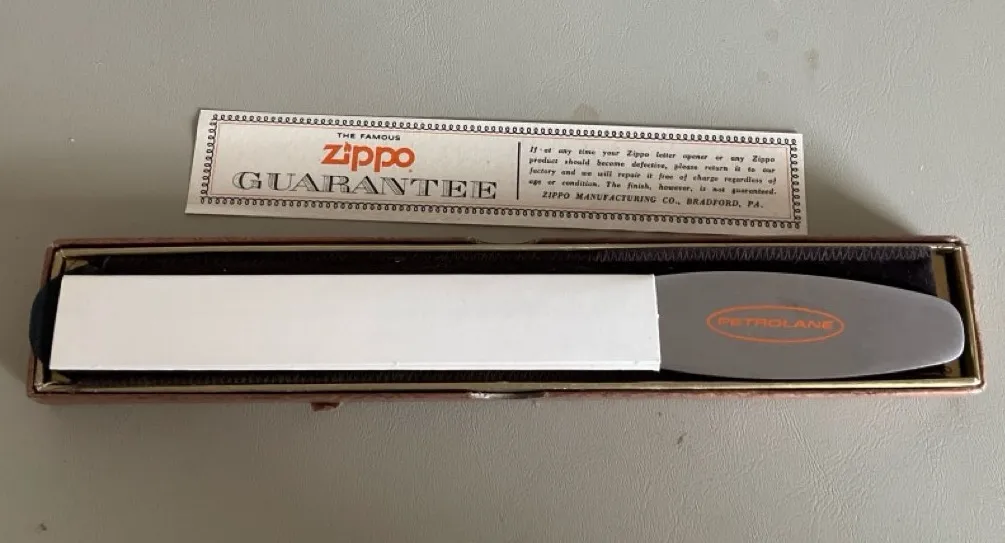 THE FAMOUS
Zippo
GUARANTEE
If at any time your Zippo letter opener or any Zippo
product should become defective, please return it to our
factory and we will repair it free of charge regardless of
age or condition. The finish, however, is not guaranteed.
ZIPPO MANUFACTURING CO., BRADFORD, PA.
PETROLANE